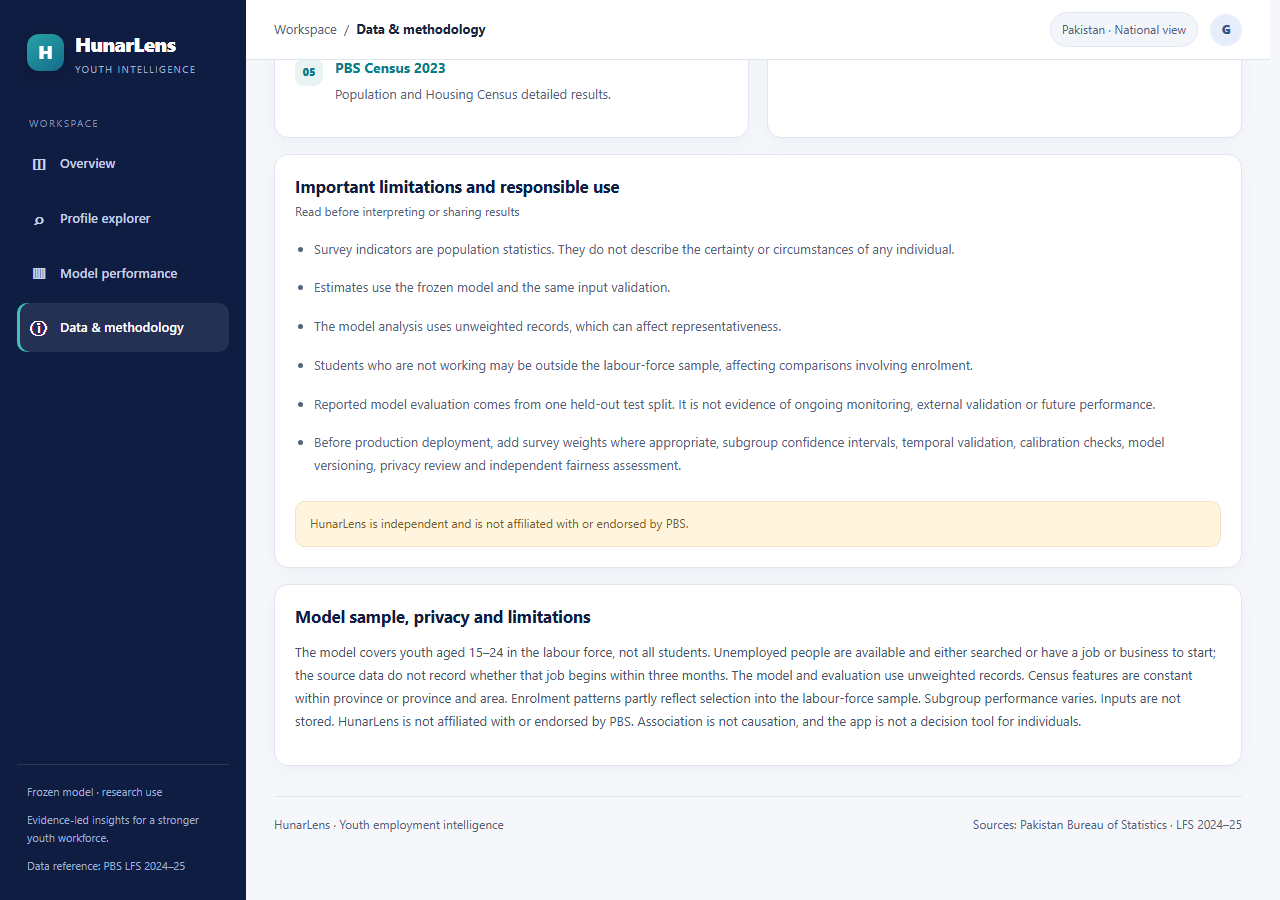 H
HunarLens
YOUTH INTELLIGENCE
WORKSPACE
Overview
Profile explorer
Model performance
Data & methodology
Frozen model · research use
Evidence-led insights for a stronger
youth workforce.
Data reference: PBS LFS 2024–25
Workspace / Data & methodology
Pakistan · National view
G
05
PBS Census 2023
Population and Housing Census detailed results.
Important limitations and responsible use
Read before interpreting or sharing results
• Survey indicators are population statistics. They do not describe the certainty or circumstances of any individual.
• Estimates use the frozen model and the same input validation.
• The model analysis uses unweighted records, which can affect representativeness.
• Students who are not working may be outside the labour-force sample, affecting comparisons involving enrolment.
• Reported model evaluation comes from one held-out test split. It is not evidence of ongoing monitoring, external validation or future performance.
• Before production deployment, add survey weights where appropriate, subgroup confidence intervals, temporal validation, calibration checks, model
versioning, privacy review and independent fairness assessment.
HunarLens is independent and is not affiliated with or endorsed by PBS.
Model sample, privacy and limitations
The model covers youth aged 15–24 in the labour force, not all students. Unemployed people are available and either searched or have a job or business to start;
the source data do not record whether that job begins within three months. The model and evaluation use unweighted records. Census features are constant
within province or province and area. Enrolment patterns partly reflect selection into the labour-force sample. Subgroup performance varies. Inputs are not
stored. HunarLens is not affiliated with or endorsed by PBS. Association is not causation, and the app is not a decision tool for individuals.
HunarLens · Youth employment intelligence
Sources: Pakistan Bureau of Statistics · LFS 2024–25